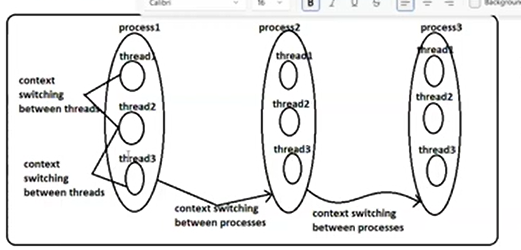 Calibri
16
B
I
U
S
Background
process1
process2
process3
thread1
thread2
thread3
thread1
thread2
thread3
thread1
thread2
thread3
context
switching
between threads
context
switching
between threads
context switching
between processes
context switching
between processes